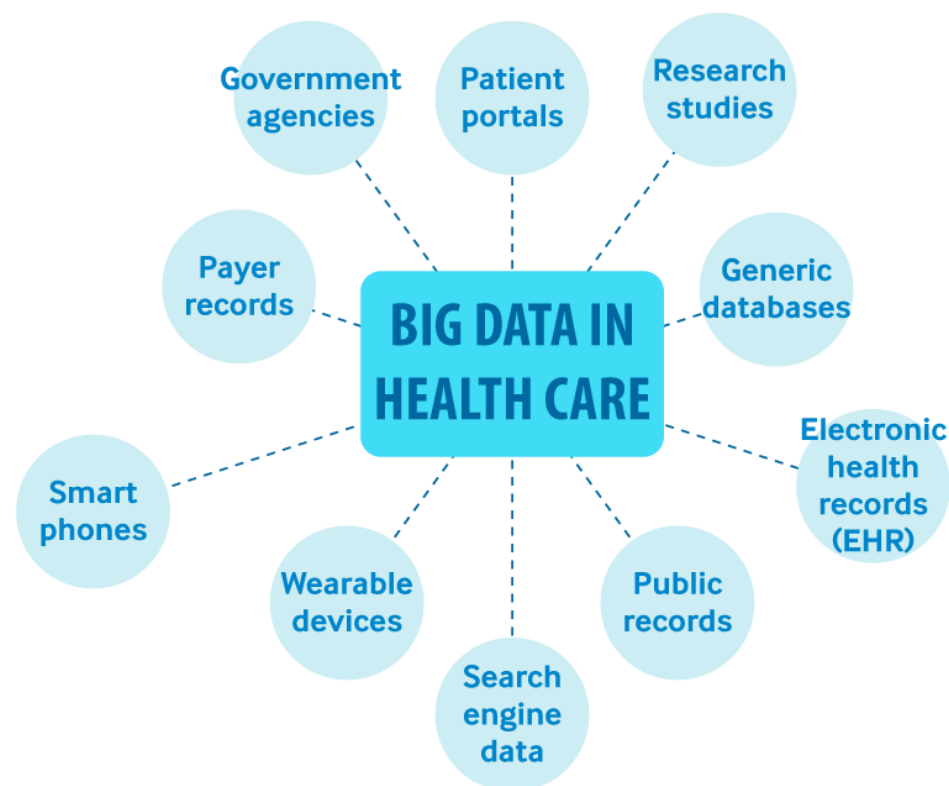 Government
agencies
Patient
portals
Research
studies
Payer
records
BIG DATA IN
HEALTH CARE
Generic
databases
Smart
phones
Electronic
health
records
(EHR)
Wearable
devices
Public
records
Search
engine
data